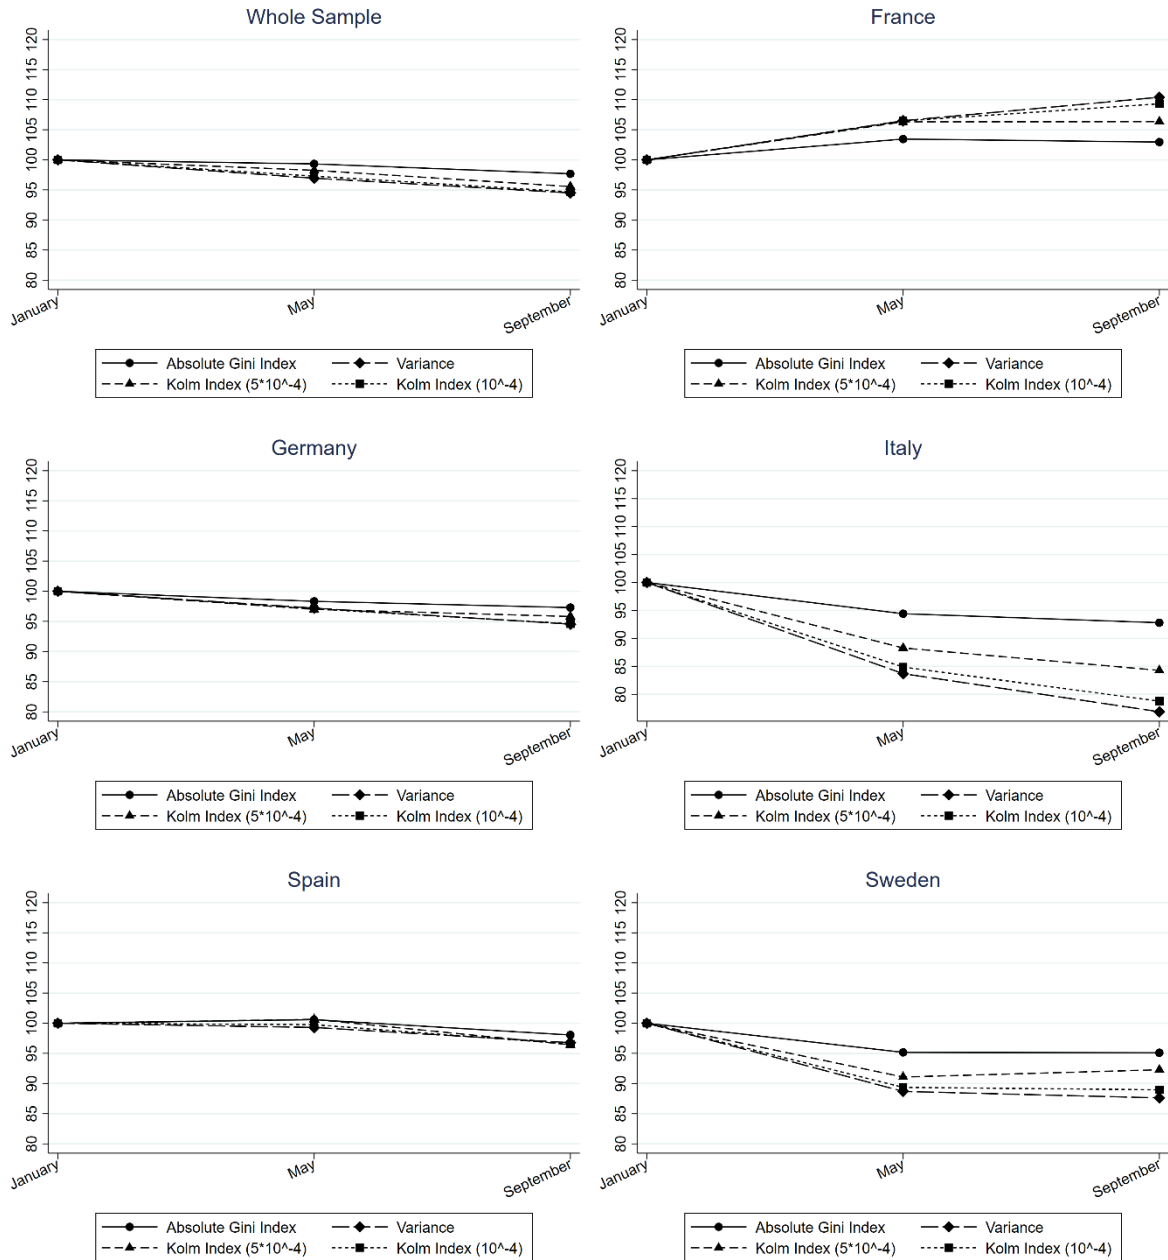 Whole Sample
120
115
110
105
100
95
90
85
80
January
May
September
Absolute Gini Index
Variance
Kolm Index (5*10^-4)
Kolm Index (10^-4)
France
120
115
110
105
100
95
90
85
80
January
May
September
Absolute Gini Index
Variance
Kolm Index (5*10^-4)
Kolm Index (10^-4)
Germany
120
115
110
105
100
95
90
85
80
January
May
September
Absolute Gini Index
Variance
Kolm Index (5*10^-4)
Kolm Index (10^-4)
Italy
120
115
110
105
100
95
90
85
80
January
May
September
Absolute Gini Index
Variance
Kolm Index (5*10^-4)
Kolm Index (10^-4)
Spain
120
115
110
105
100
95
90
85
80
January
May
September
Absolute Gini Index
Variance
Kolm Index (5*10^-4)
Kolm Index (10^-4)
Sweden
120
115
110
105
100
95
90
85
80
January
May
September
Absolute Gini Index
Variance
Kolm Index (5*10^-4)
Kolm Index (10^-4)